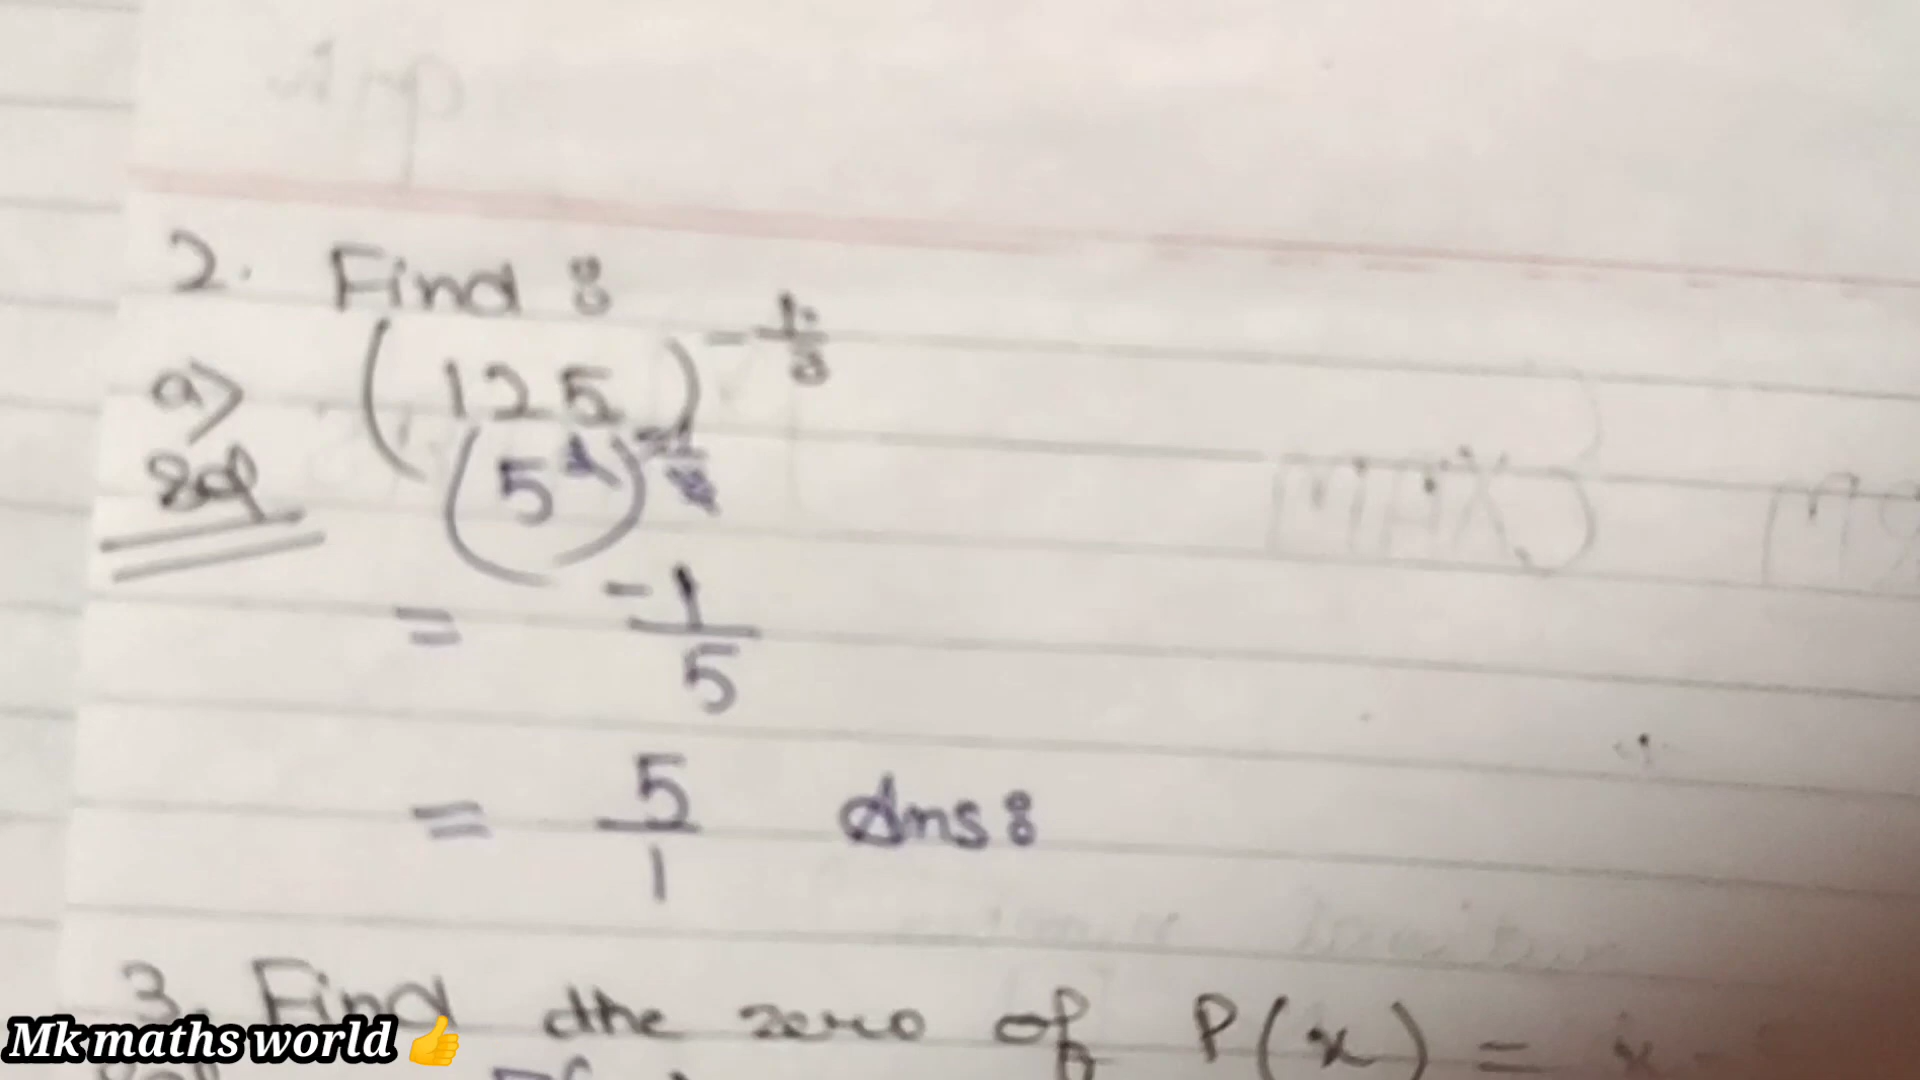 2. Find :
a) (125)^-1/3
Sol (5^3)^-1/3
= -1/5
= 5/1 Ans :
3. Find the zero of P(x) =
Mk maths world 👍